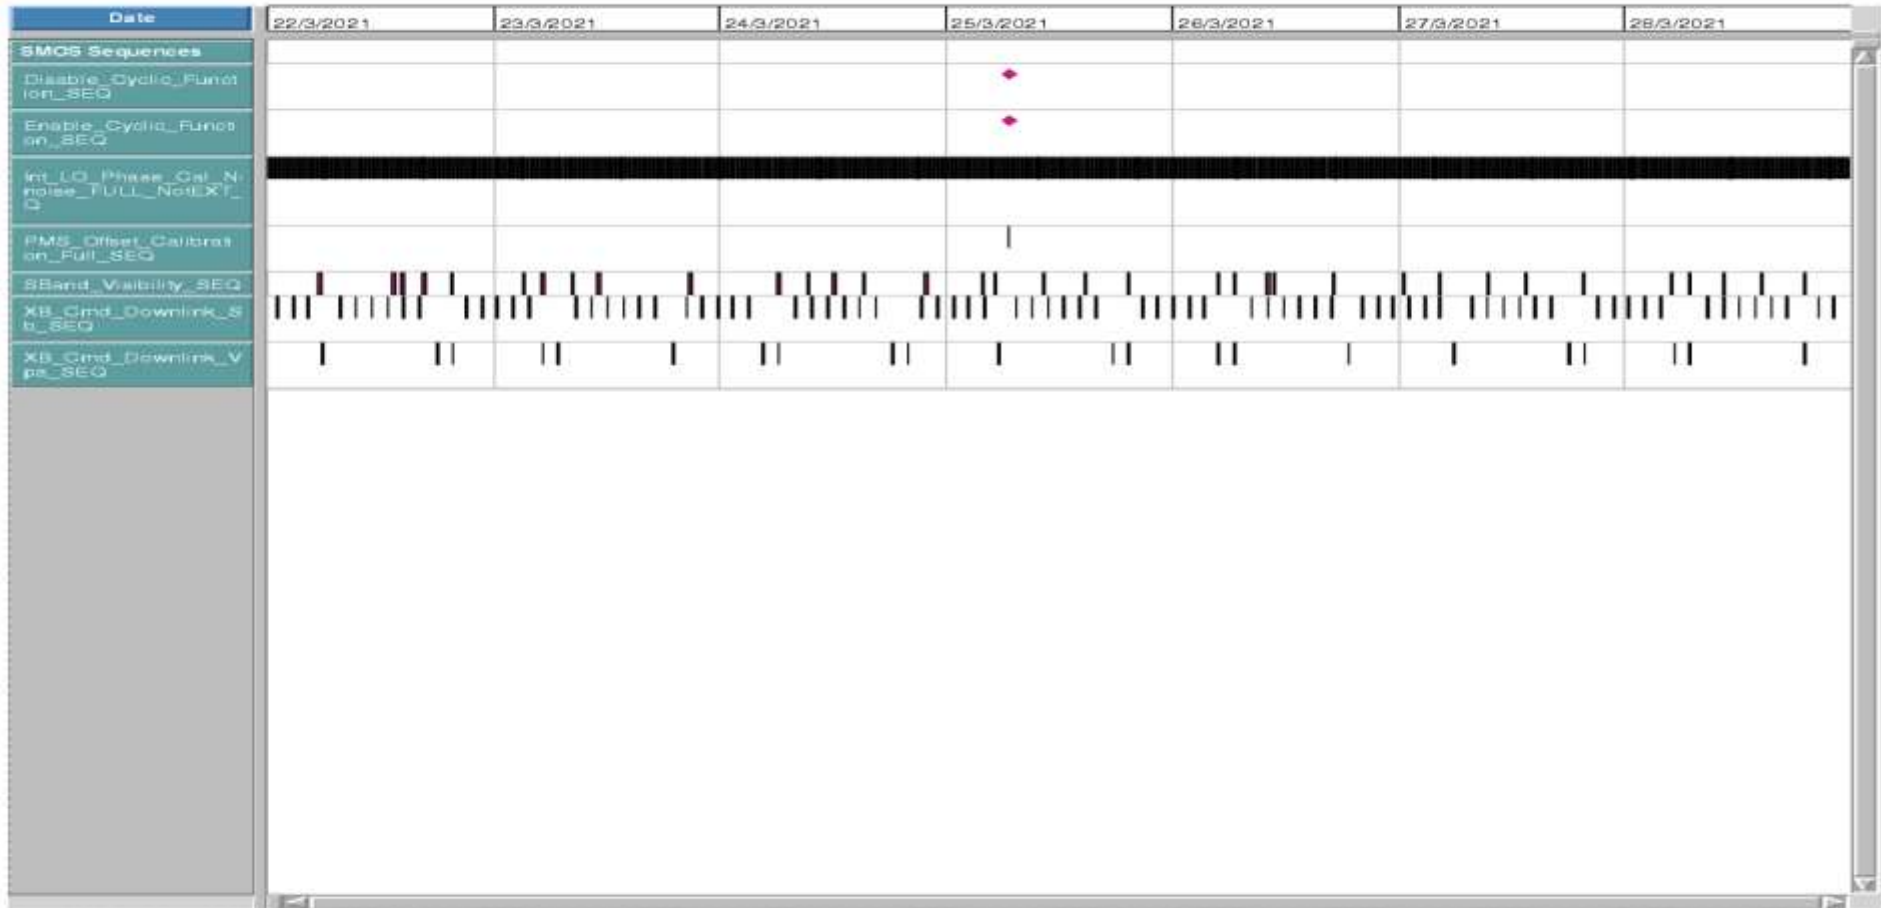 Date
22/3/2021 23/3/2021 24/3/2021 25/3/2021 26/3/2021 27/3/2021 28/3/2021
SMOS Sequences
Disable_Cyclic_Funct
ion_SEQ
Enable_Cyclic_Functi
on_SEQ
Int_LO_Phase_Cal_N
noise_FULL_NotEXT_
Q
PMS_Offset_Calibrati
on_Full_SEQ
SBand_Visibility_SEQ
XB_Cmd_Downlink_S
b_SEQ
XB_Cmd_Downlink_V
ps_SEQ